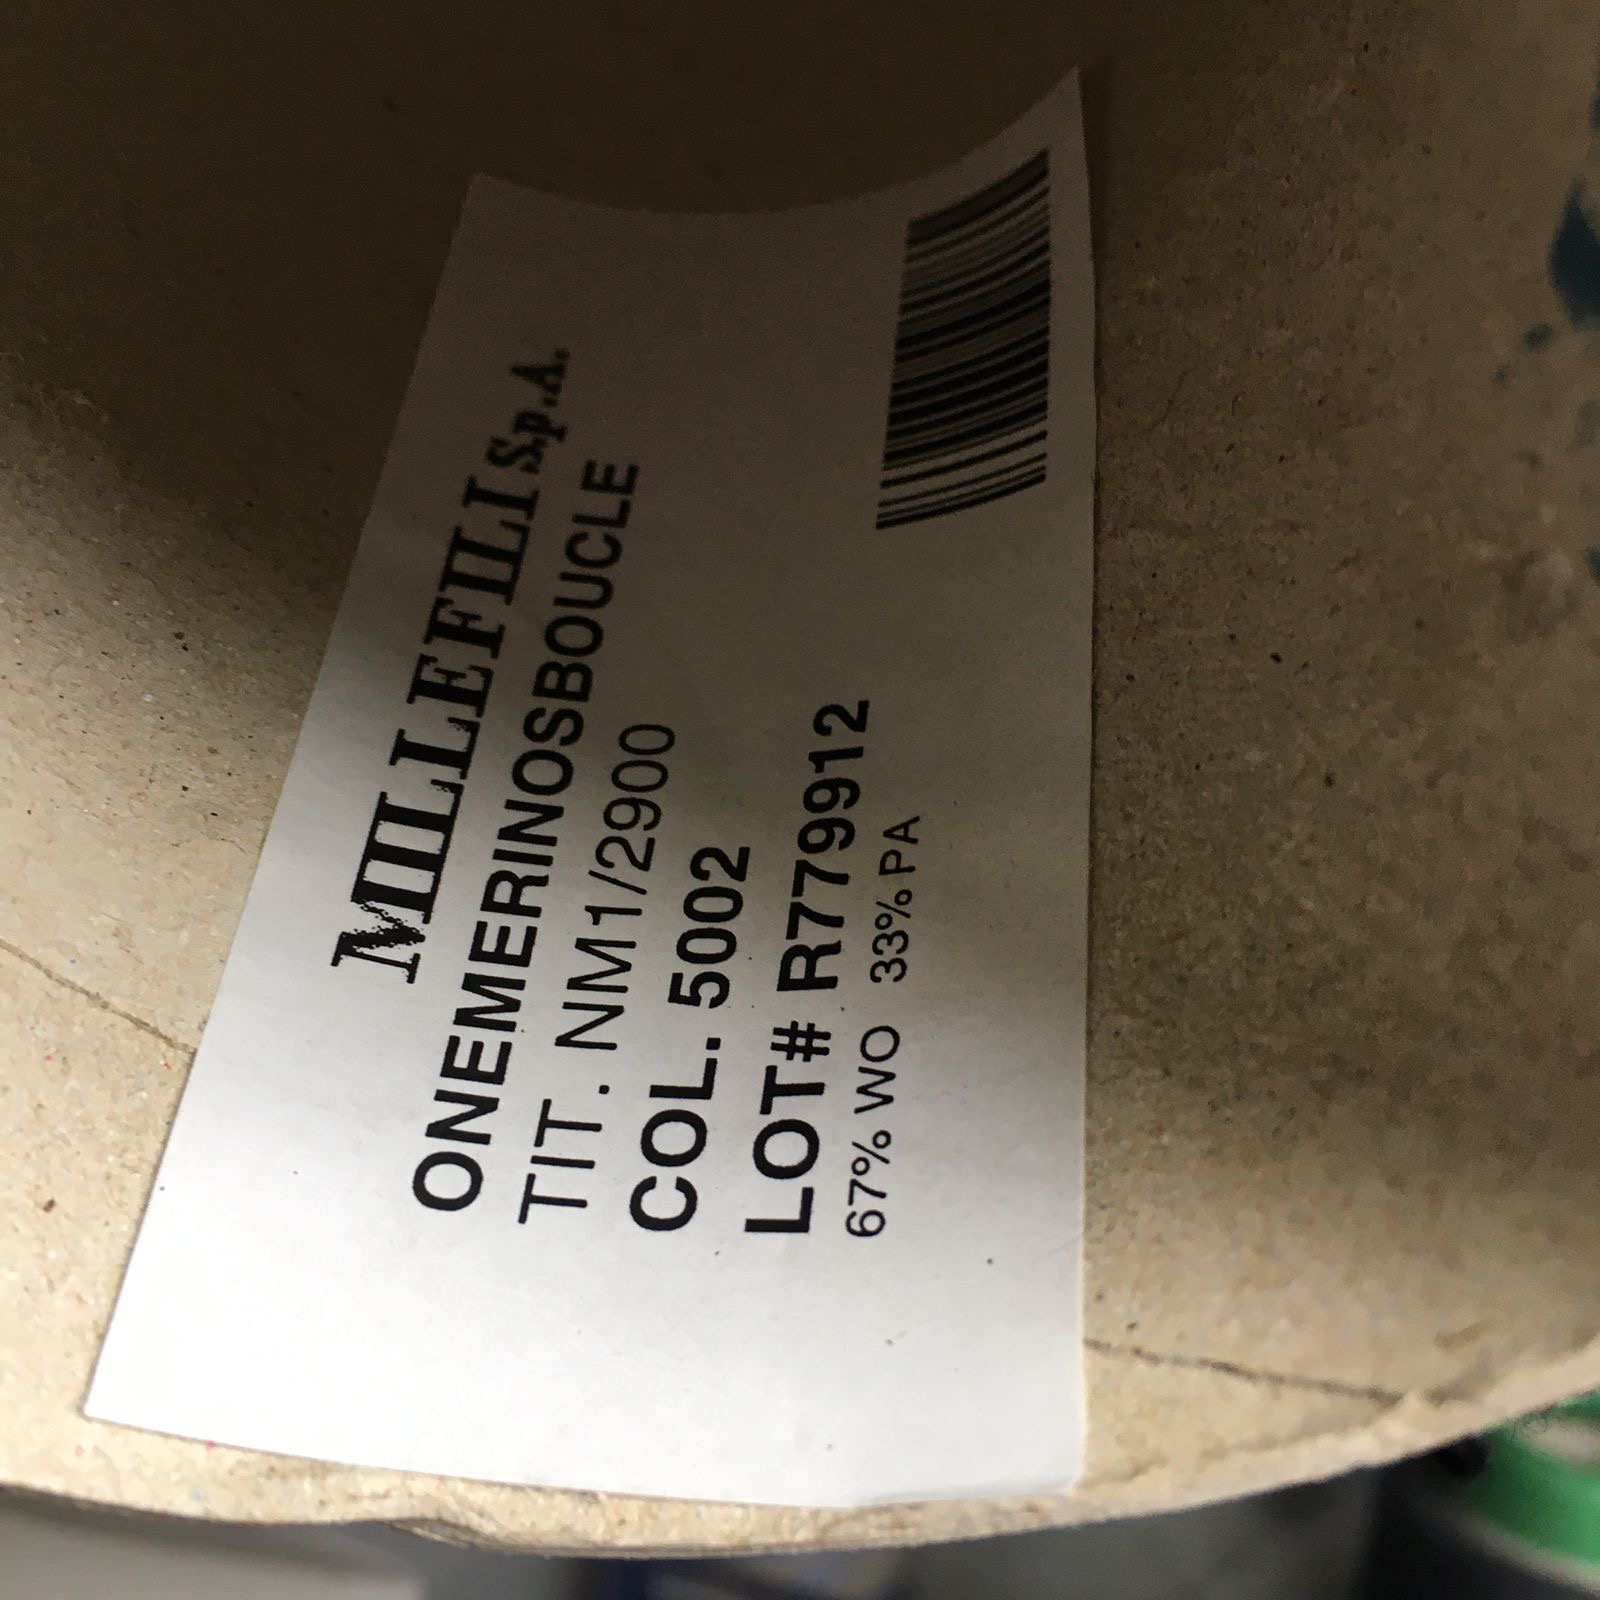 MILLEFILI S.p.A.
ONEMERINOSBOUCLE
TIT. NM1/2900
COL. 5002
LOT# R779912
67% WO 33% PA